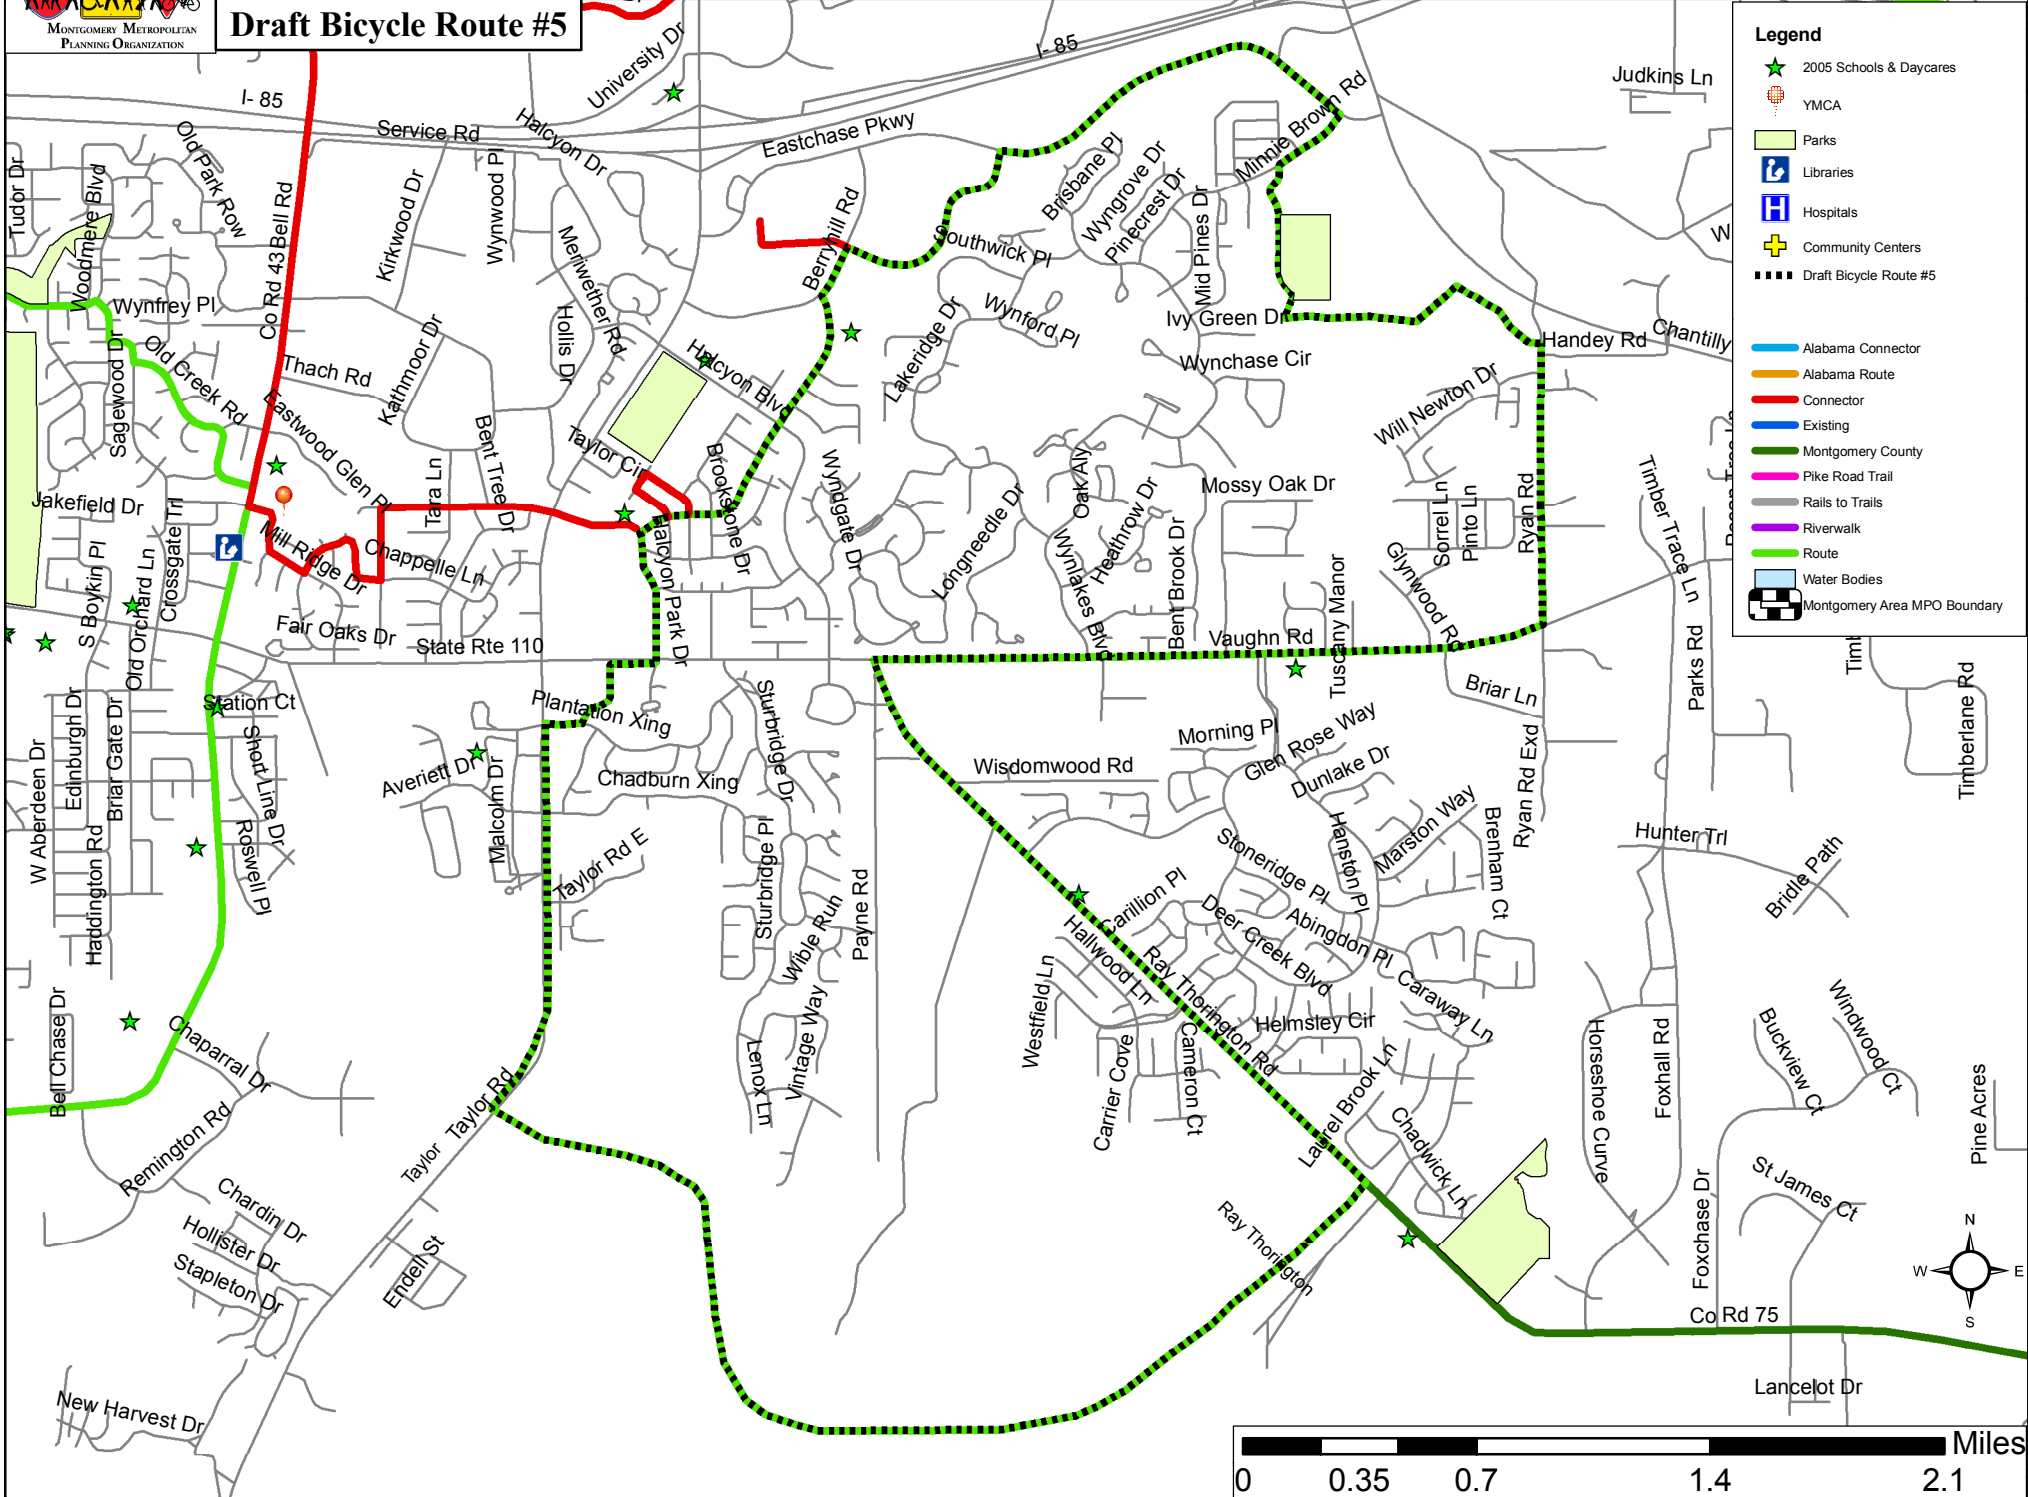 MONTGOMERY METROPOLITAN
PLANNING ORGANIZATION
Draft Bicycle Route #5
Legend
2005 Schools & Daycares
YMCA
Parks
Libraries
Hospitals
Community Centers
Draft Bicycle Route #5
Alabama Connector
Alabama Route
Connector
Existing
Montgomery County
Pike Road Trail
Rails to Trails
Riverwalk
Route
Water Bodies
Montgomery Area MPO Boundary
University Dr
I- 85
Judkins Ln
I- 85
Service Rd
Halcyon Dr
Eastchase Pkwy
Minnie Brown Rd
Tudor Dr
Woodmere Blvd
Old Park Row
Co Rd 43
Bell Rd
Kirkwood Dr
Wynwood Pl
Meriwether Rd
Berryhill Rd
Southwick Pl
Brisbane Pl
Wyngrove Dr
Pinecrest Dr
Mid Pines Dr
W
Wynfrey Pl
Hollis Dr
Lakeridge Dr
Wynford Pl
Ivy Green Dr
Handey Rd
Chantilly
Sagewood Dr
Old Creek Rd
Thach Rd
Kathmoor Dr
Halcyon Blvd
Wynchase Cir
Will Newton Dr
Eastwood Glen Pl
Bent Tree Dr
Taylor Cir
Brookstone Dr
Wyndgate Dr
Oak Aly
Mossy Oak Dr
Jakefield Dr
Crossgate Trl
Tara Ln
Longneedle Dr
Heathrow Dr
Sorrel Ln
Pinto Ln
Ryan Rd
Timber Trace Ln
Mill Ridge Dr
Chappelle Ln
Halcyon Park Dr
Wynlakes Blvd
Bent Brook Dr
Tuscany Manor
Glynwood Rd
S Boykin Pl
Old Orchard Ln
Fair Oaks Dr
State Rte 110
Vaughn Rd
Parks Rd
Timb
Timberlane Rd
Station Ct
Plantation Xing
Sturbridge Dr
Briar Ln
W Aberdeen Dr
Edinburgh Dr
Briar Gate Dr
Short Line Dr
Averiett Dr
Malcolm Dr
Chadburn Xing
Wisdomwood Rd
Morning Pl
Glen Rose Way
Dunlake Dr
Ryan Rd Exd
Haddington Rd
Roswell Pl
Taylor Rd E
Sturbridge Pl
Wible Run
Payne Rd
Stoneridge Pl
Hanston Pl
Marston Way
Brenham Ct
Hunter Trl
Bridle Path
Carillion Pl
Hallwood Ln
Deer Creek Blvd
Abingdon Pl
Caraway Ln
Westfield Ln
Ray Thorington Rd
Helmsley Cir
Bell Chase Dr
Chaparral Dr
Lenox Ln
Vintage Way
Carrier Cove
Cameron Ct
Laurel Brook Ln
Chadwick Ln
Horseshoe Curve
Foxhall Rd
Buckview Ct
Windwood Ct
Pine Acres
Remington Rd
Taylor Rd
Taylor
Chardin Dr
Hollister Dr
Stapleton Dr
Endell St
Ray Thorington
Foxchase Dr
St James Ct
Co Rd 75
Lancelot Dr
New Harvest Dr
N
W
E
S
Miles
0 0.35 0.7 1.4 2.1